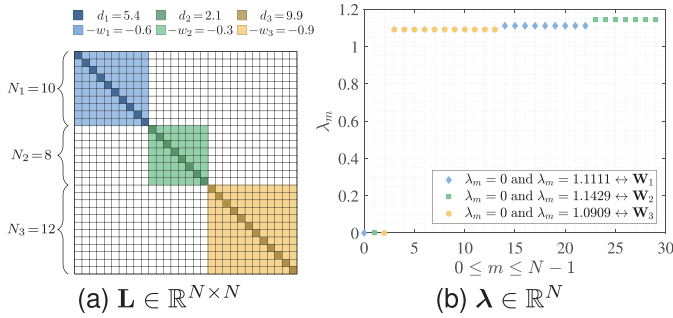 d₁=5.4 d₂=2.1 d₃=9.9
−w₁=−0.6 −w₂=−0.3 −w₃=−0.9
N₁=10
N₂=8
N₃=12
(a) L ∈ ℝ^{N×N}
1.2
1
0.8
0.6
0.4
0.2
0
λₘ
λₘ = 0 and λₘ = 1.1111 ↔ W₁
λₘ = 0 and λₘ = 1.1429 ↔ W₂
λₘ = 0 and λₘ = 1.0909 ↔ W₃
0 5 10 15 20 25 30
0 ≤ m ≤ N − 1
(b) λ ∈ ℝ^N